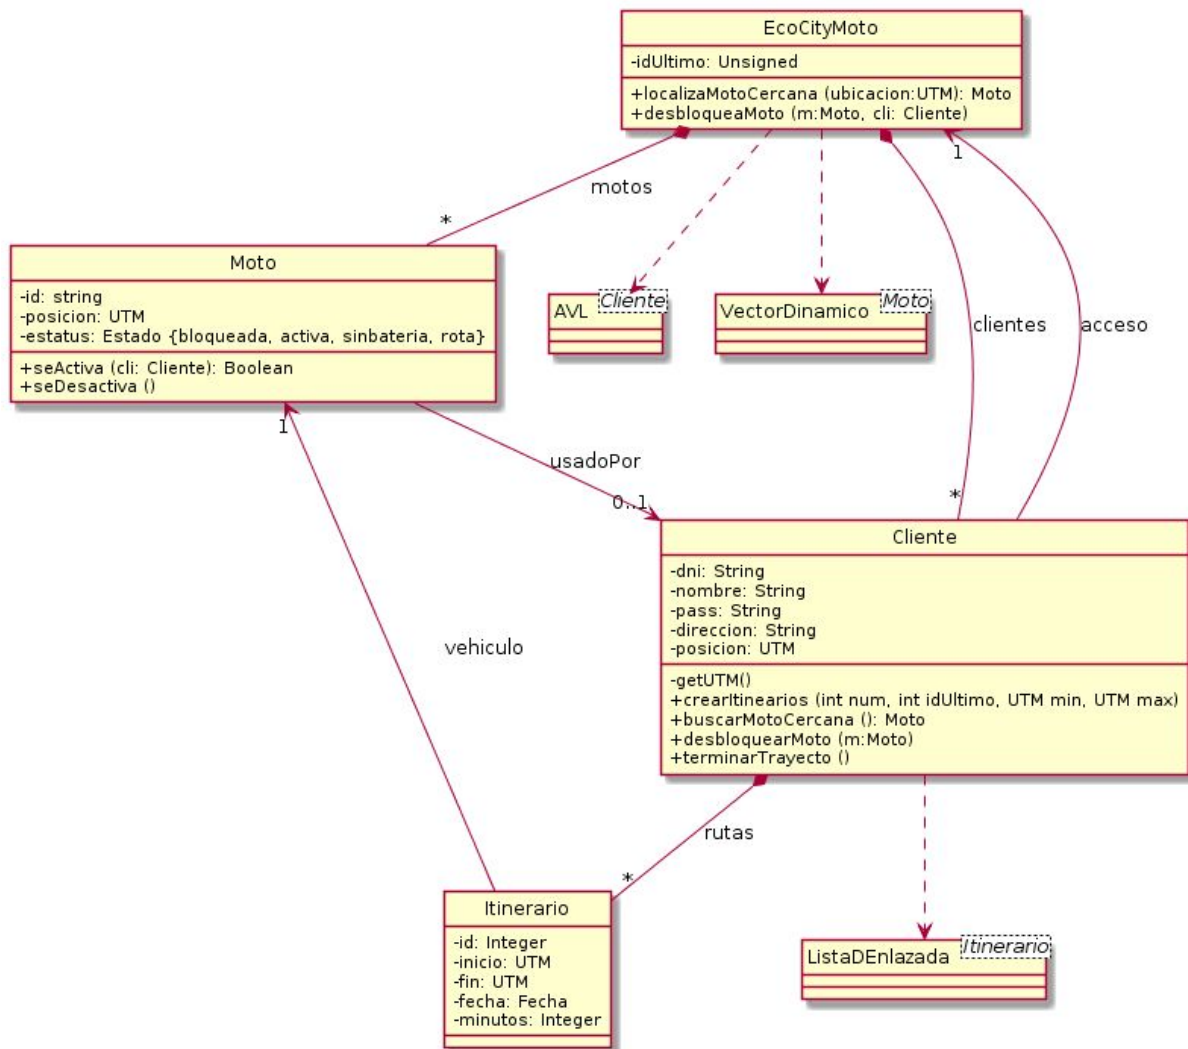 EcoCityMoto
-idUltimo: Unsigned
+localizaMotoCercana (ubicacion:UTM): Moto
+desbloqueaMoto (m:Moto, cli: Cliente)
1
motos
*
Moto
-id: string
-posicion: UTM
-estatus: Estado {bloqueada, activa, sinbateria, rota}
+seActiva (cli: Cliente): Boolean
+seDesactiva ()
AVL
Cliente
VectorDinamico
Moto
clientes
acceso
1
usadoPor
0..1
*
Cliente
-dni: String
-nombre: String
-pass: String
-direccion: String
-posicion: UTM
-getUTM()
+crearItinearios (int num, int idUltimo, UTM min, UTM max)
+buscarMotoCercana (): Moto
+desbloquearMoto (m:Moto)
+terminarTrayecto ()
vehiculo
rutas
*
Itinerario
-id: Integer
-inicio: UTM
-fin: UTM
-fecha: Fecha
-minutos: Integer
ListaDEnlazada
Itinerario